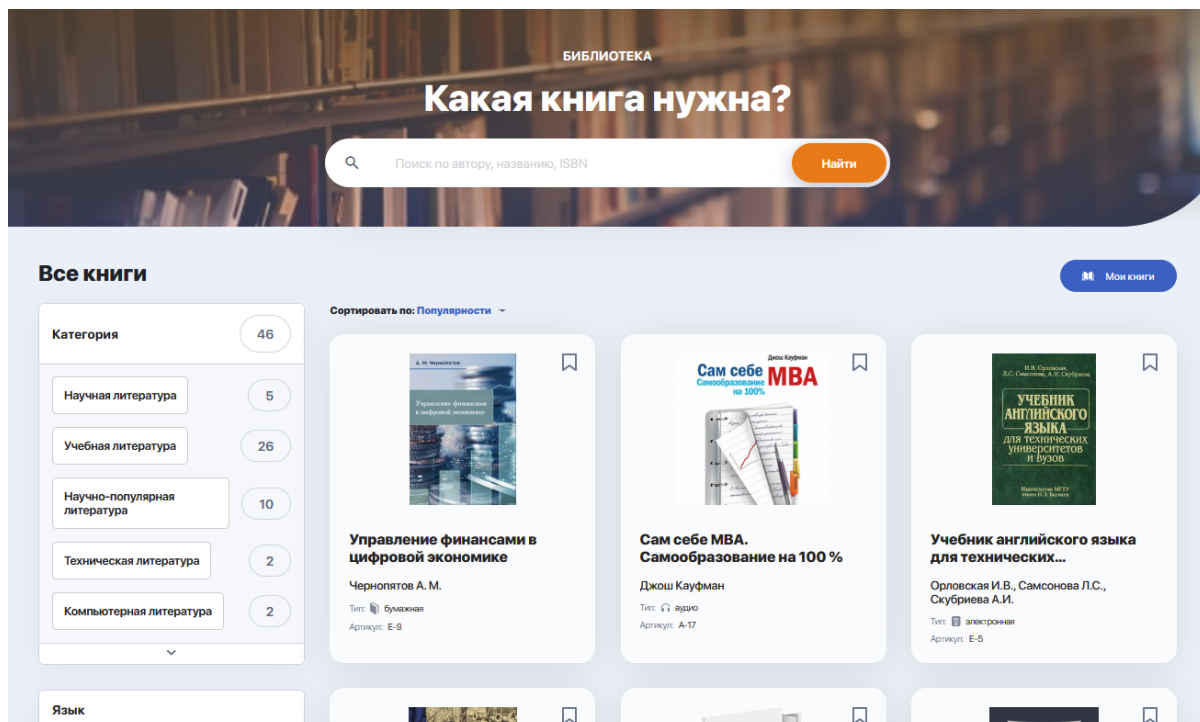 БИБЛИОТЕКА
Какая книга нужна?
Поиск по автору, названию, ISBN
Найти
Все книги
Мои книги
Категория
46
Научная литература
5
Учебная литература
26
Научно-популярная
литература
10
Техническая литература
2
Компьютерная литература
2
Язык
Сортировать по: Популярности
А. М. Чернопятов
Управление финансами
в цифровой экономике
Управление финансами в
цифровой экономике
Чернопятов А. М.
Тип: бумажная
Артикул: E-9
Джош Кауфман
Сам себе MBA
Самообразование
на 100%
Сам себе MBA.
Самообразование на 100 %
Джош Кауфман
Тип: аудио
Артикул: A-17
И.В. Орловская,
Л.С. Самсонова, А.И. Скубриева
УЧЕБНИК
АНГЛИЙСКОГО
ЯЗЫКА
ДЛЯ ТЕХНИЧЕСКИХ
УНИВЕРСИТЕТОВ
И ВУЗОВ
Издательство МГТУ
имени Н.Э. Баумана
Учебник английского языка
для технических...
Орловская И.В., Самсонова Л.С.,
Скубриева А.И.
Тип: электронная
Артикул: E-5